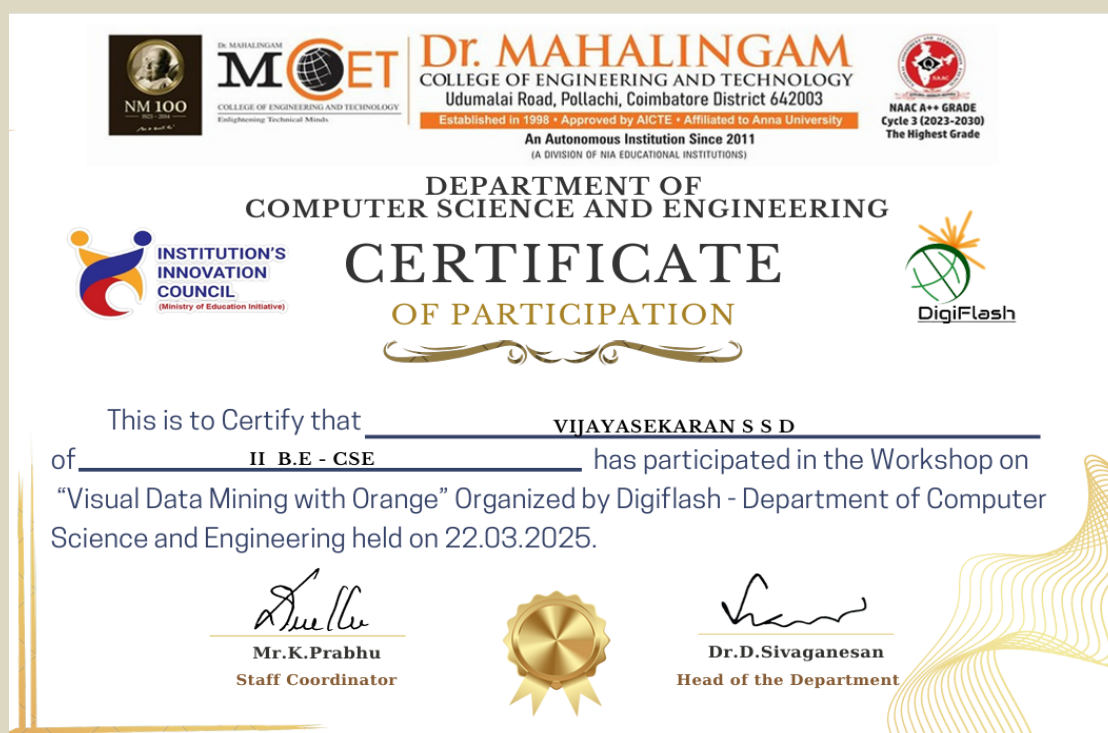 NM 100
1923 - 2014
Dr. MAHALINGAM
MCET
COLLEGE OF ENGINEERING AND TECHNOLOGY
Enlightening Technical Minds
Dr. MAHALINGAM
COLLEGE OF ENGINEERING AND TECHNOLOGY
Udumalai Road, Pollachi, Coimbatore District 642003
Established in 1998 • Approved by AICTE • Affiliated to Anna University
An Autonomous Institution Since 2011
(A DIVISION OF NIA EDUCATIONAL INSTITUTIONS)
NAAC
NAAC A++ GRADE
Cycle 3 (2023-2030)
The Highest Grade
DEPARTMENT OF
COMPUTER SCIENCE AND ENGINEERING
INSTITUTION'S
INNOVATION
COUNCIL
(Ministry of Education Initiative)
CERTIFICATE
OF PARTICIPATION
DigiFlash
This is to Certify that VIJAYASEKARAN S S D
of II B.E - CSE has participated in the Workshop on
“Visual Data Mining with Orange” Organized by Digiflash - Department of Computer
Science and Engineering held on 22.03.2025.
Mr.K.Prabhu
Staff Coordinator
Dr.D.Sivaganesan
Head of the Department